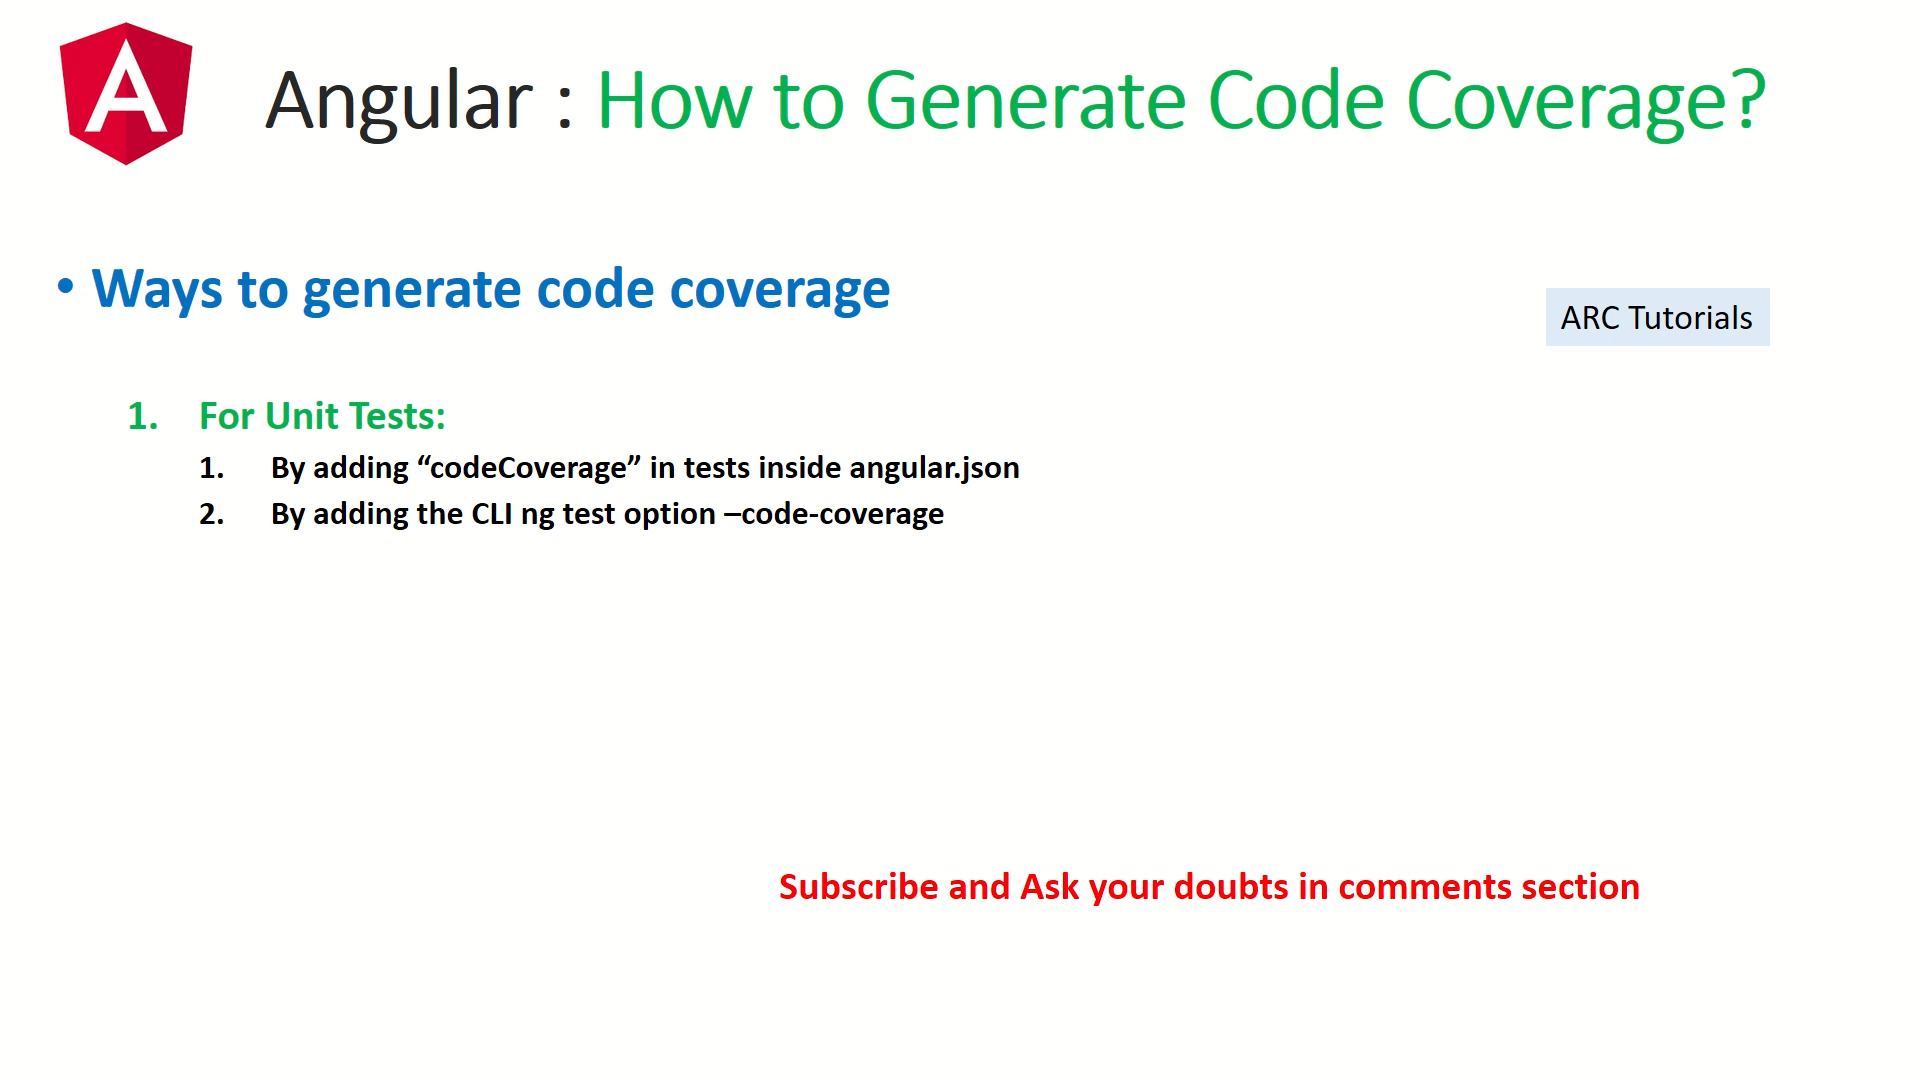 Angular : How to Generate Code Coverage?
• Ways to generate code coverage
ARC Tutorials
1. For Unit Tests:
1. By adding “codeCoverage” in tests inside angular.json
2. By adding the CLI ng test option –code-coverage
Subscribe and Ask your doubts in comments section